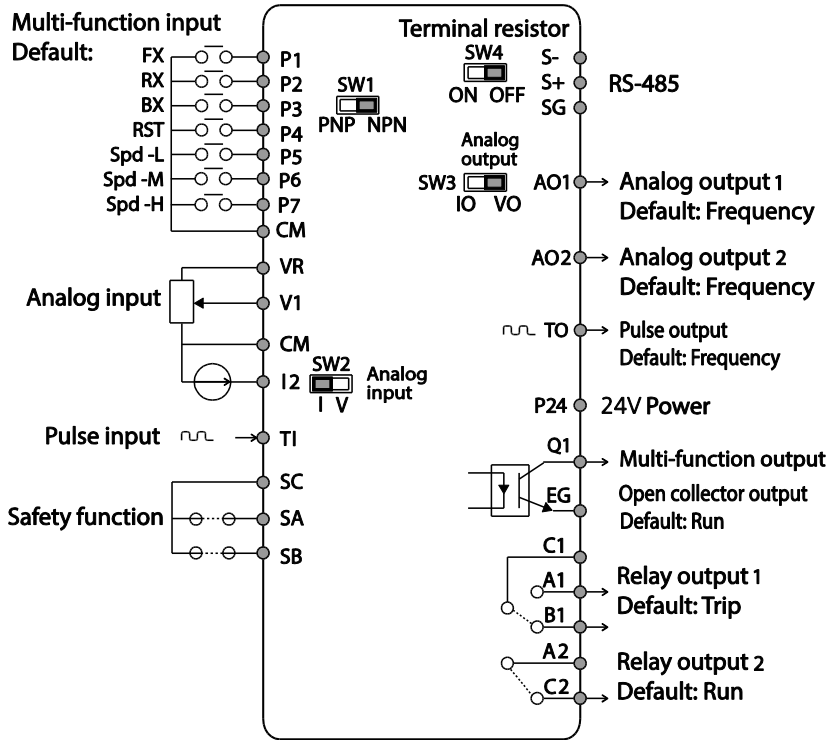 Multi-function input
Default:
FX
P1
RX
P2
BX
P3
RST
P4
Spd -L
P5
Spd -M
P6
Spd -H
P7
CM
VR
Analog input
V1
CM
I2
Pulse input
TI
SC
Safety function
SA
SB
SW1
PNP NPN
SW2
I V
Analog
input
Terminal resistor
SW4
ON OFF
S-
S+
SG
RS-485
Analog
output
SW3
IO VO
AO1
Analog output 1
Default: Frequency
AO2
Analog output 2
Default: Frequency
TO
Pulse output
Default: Frequency
P24
24V Power
Q1
Multi-function output
EG
Open collector output
Default: Run
C1
A1
Relay output 1
Default: Trip
B1
A2
Relay output 2
Default: Run
C2